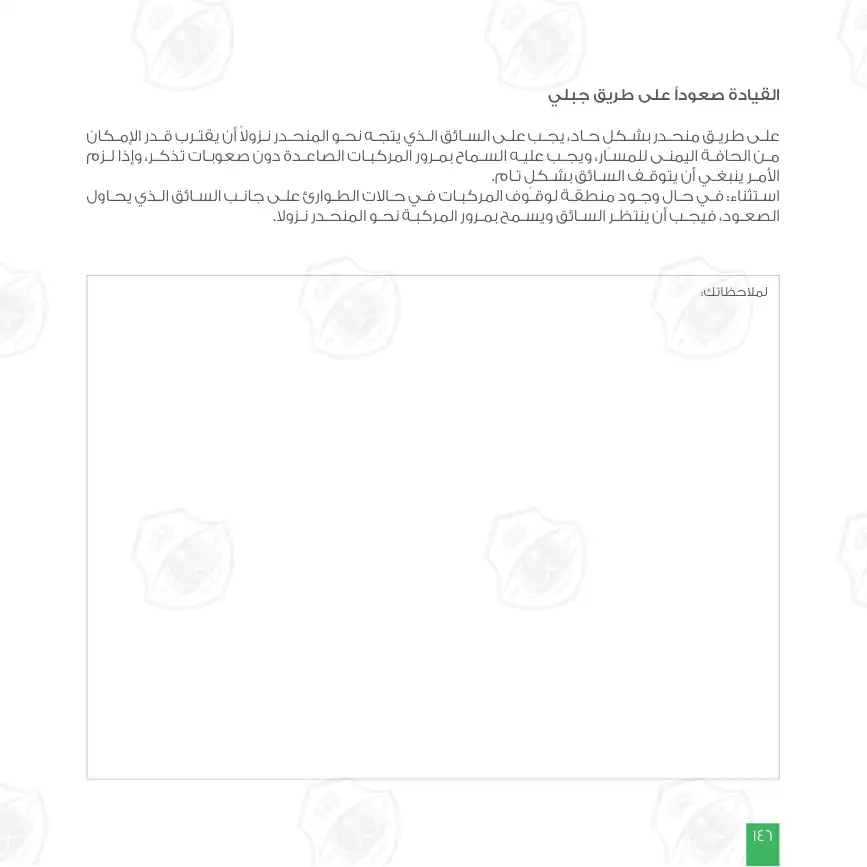 القيادة صعوداً على طريق جبلي
على طريق منحدر بشكل حاد، يجب على السائق الذي يتجه نحو المنحدر نزولاً أن يقترب قدر الإمكان
من الحافة اليمنى للمسار، ويجب عليه السماح بمرور المركبات الصاعدة دون صعوبات تذكر، وإذا لزم
الأمر ينبغي أن يتوقف السائق بشكل تام.
استثناء: في حال وجود منطقة لوقوف المركبات في حالات الطوارئ على جانب السائق الذي يحاول
الصعود، فيجب أن ينتظر السائق ويسمح بمرور المركبة نحو المنحدر نزولا.
لملاحظاتك:
١٤٦